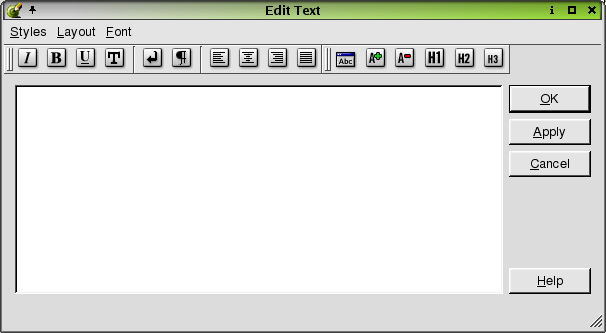 Edit Text
Styles Layout Font
I B U T ¶ Abc A A H1 H2 H3
OK
Apply
Cancel
Help